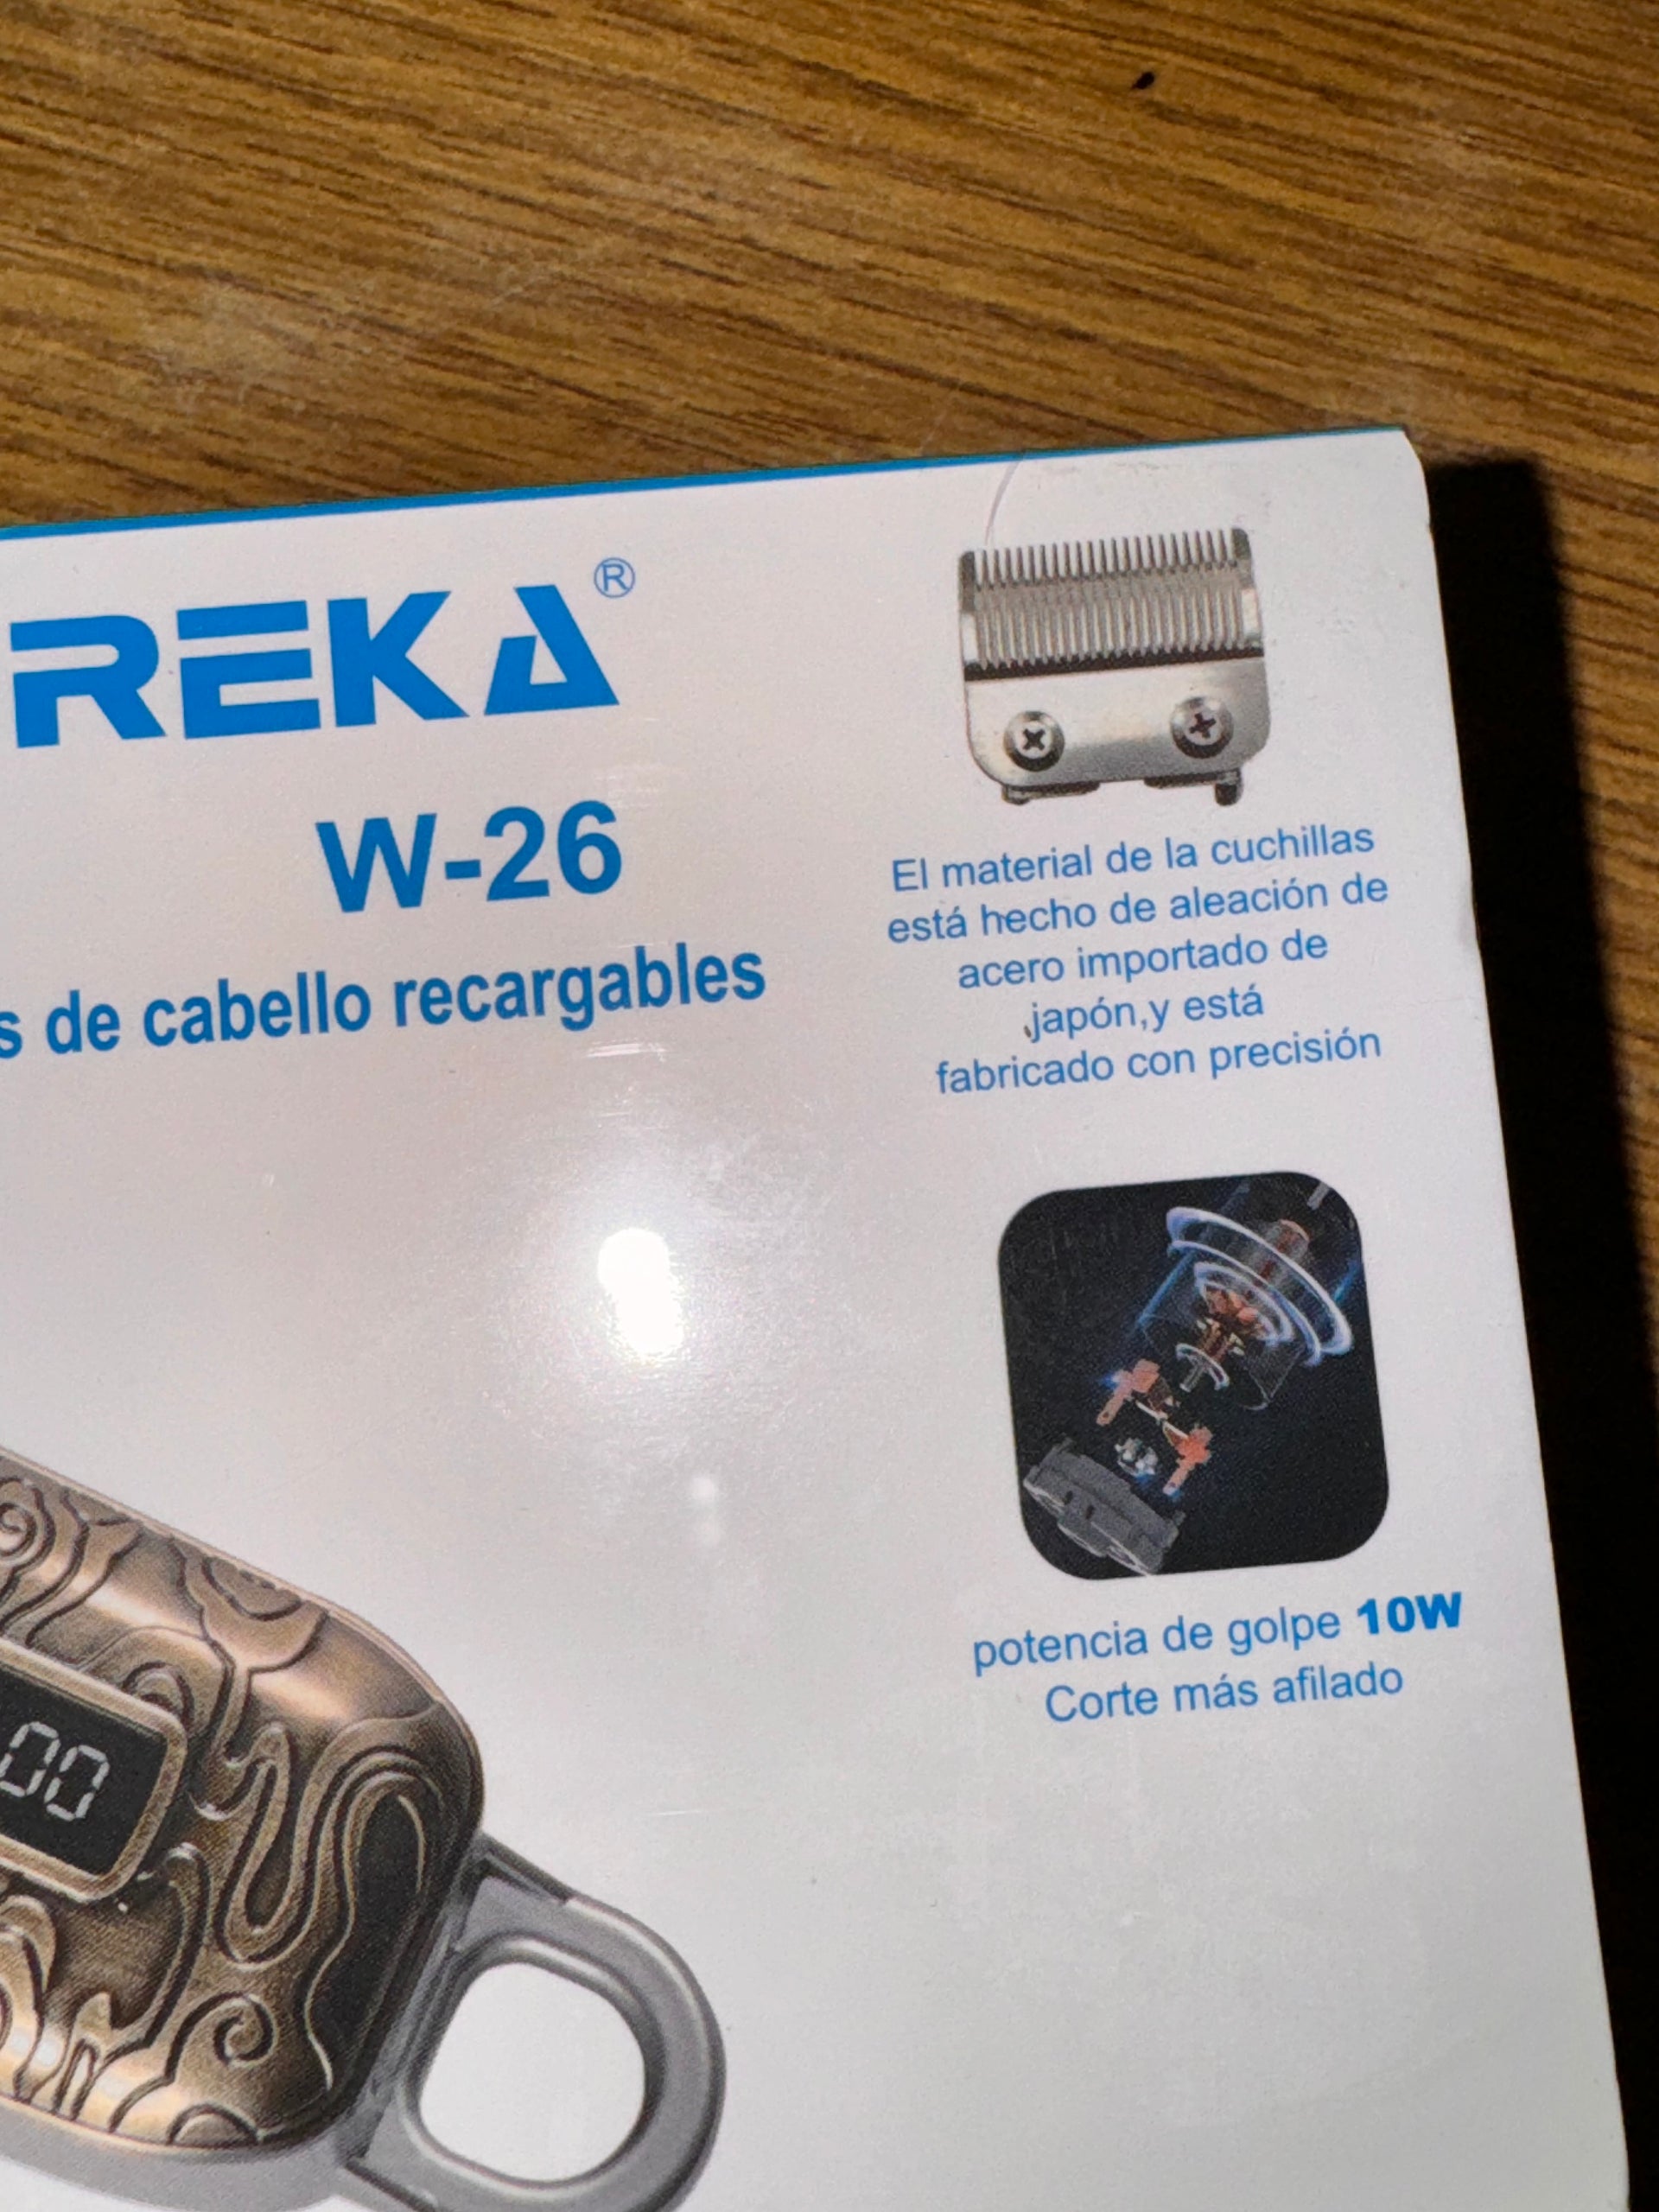 REKA®
W-26
s de cabello recargables
El material de la cuchillas
está hecho de aleación de
acero importado de
japón,y está
fabricado con precisión
potencia de golpe 10W
Corte más afilado
00